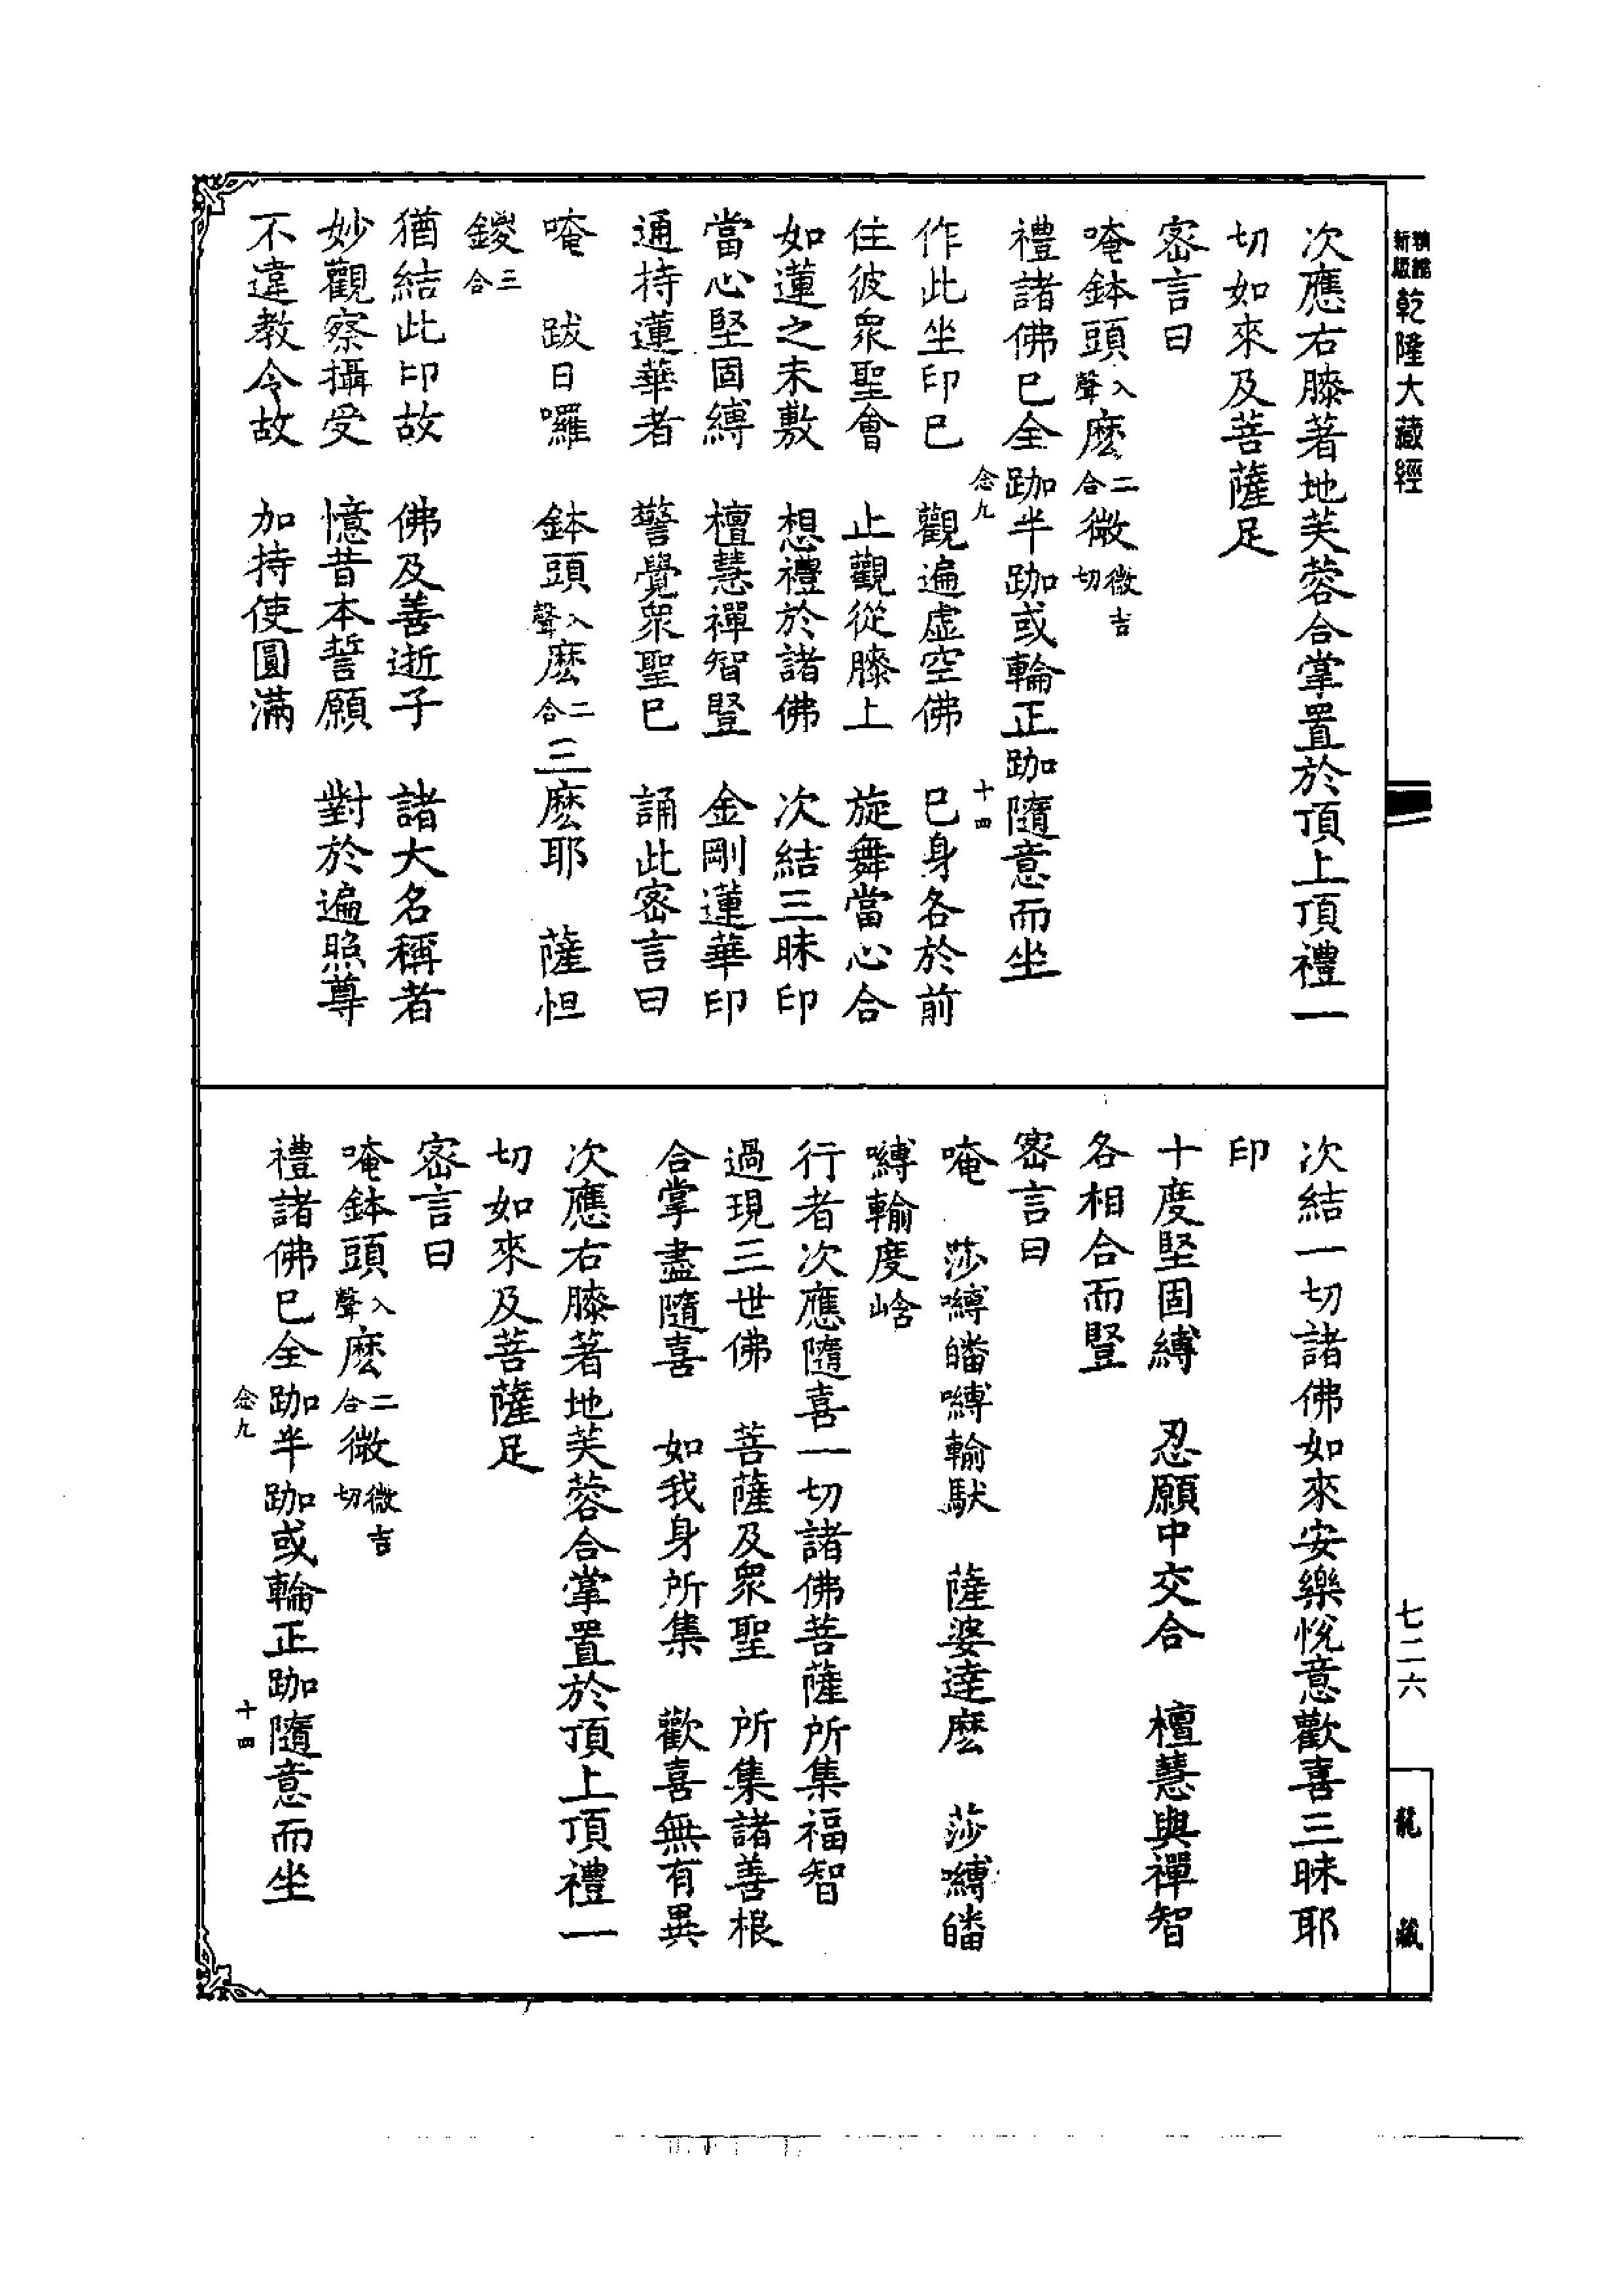 新版
乾隆大藏經
七二六
龍藏
次應右膝著地芙蓉合掌置於頂上頂禮一
切如來及菩薩足
密言曰
唵鉢頭入聲麽二合微微吉切
禮諸佛已全跏半跏或輪正跏隨意而坐
念九
十四
作此坐印已 觀遍虛空佛 已身各於前
住彼眾聖會 止觀從膝上 旋舞當心合
如蓮之未敷 想禮於諸佛 次結三昧印
當心堅固縛 檀慧禪智豎 金剛蓮華印
通持蓮華者 警覺眾聖已 誦此密言曰
唵 跋日囉 鉢頭入聲麽二合三麽耶 薩怛
鑁三合
猶結此印故 佛及善逝子 諸大名稱者
妙觀察攝受 憶昔本誓願 對於遍照尊
不違教令故 加持使圓滿
次結一切諸佛如來安樂悅意歡喜三昧耶
印
十度堅固縛 忍願中交合 檀慧與禪智
各相合而豎
密言曰
唵 莎嚩皤嚩輸馱 薩婆達麽 莎嚩皤
嚩輸度唅
行者次應隨喜一切諸佛菩薩所集福智
過現三世佛 菩薩及眾聖 所集諸善根
合掌盡隨喜 如我身所集 歡喜無有異
次應右膝著地芙蓉合掌置於頂上頂禮一
切如來及菩薩足
密言曰
唵鉢頭入聲麽二合微微吉切
禮諸佛已全跏半跏或輪正跏隨意而坐
念九
十四